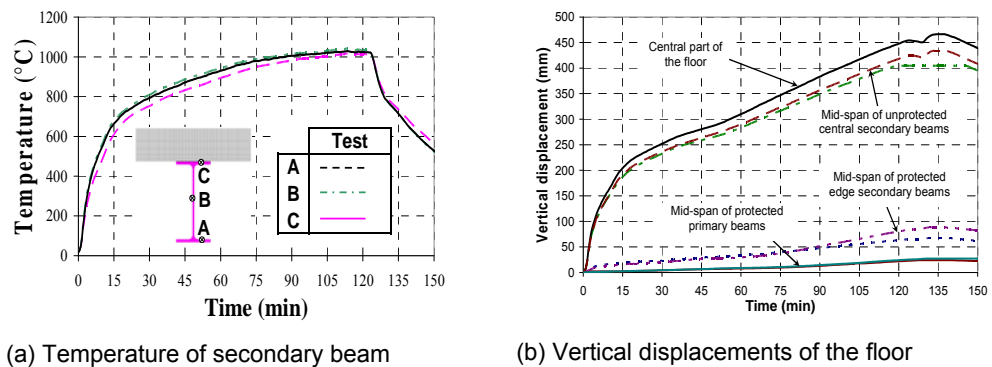 1200
1000
800
600
400
200
0
Temperature (°C)
0 15 30 45 60 75 90 105 120 135 150
Time (min)
C
B
A
Test
A
B
C
(a) Temperature of secondary beam
500
450
400
350
300
250
200
150
100
50
0
Vertical displacement (mm)
0 15 30 45 60 75 90 105 120 135 150
Time (min)
Central part of
the floor
Mid-span of unprotected
central secondary beams
Mid-span of protected
edge secondary beams
Mid-span of protected
primary beams
(b) Vertical displacements of the floor